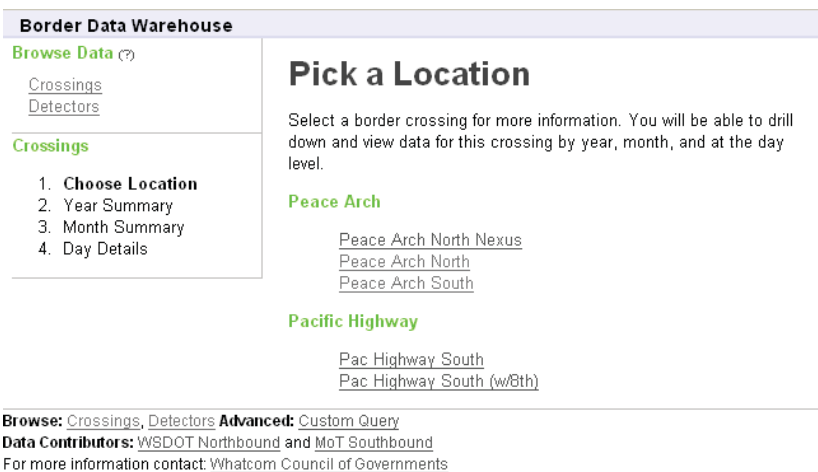 Border Data Warehouse
Browse Data (?)
Crossings
Detectors
Crossings
1. Choose Location
2. Year Summary
3. Month Summary
4. Day Details
Pick a Location
Select a border crossing for more information. You will be able to drill
down and view data for this crossing by year, month, and at the day
level.
Peace Arch
Peace Arch North Nexus
Peace Arch North
Peace Arch South
Pacific Highway
Pac Highway South
Pac Highway South (w/8th)
Browse: Crossings, Detectors Advanced: Custom Query
Data Contributors: WSDOT Northbound and MoT Southbound
For more information contact: Whatcom Council of Governments